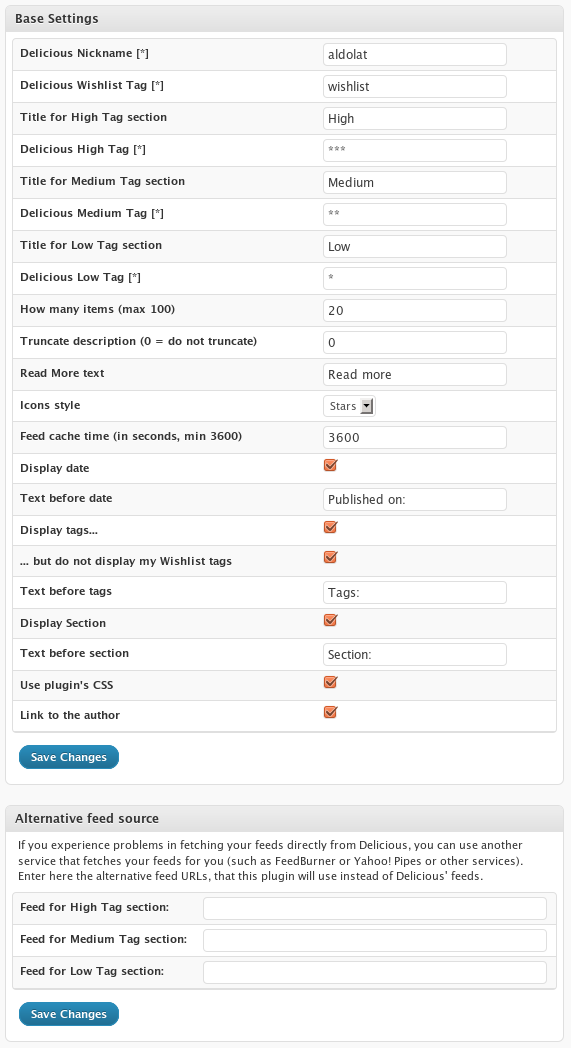 Base Settings
Delicious Nickname [*] aldolat
Delicious Wishlist Tag [*] wishlist
Title for High Tag section High
Delicious High Tag [*] ***
Title for Medium Tag section Medium
Delicious Medium Tag [*] **
Title for Low Tag section Low
Delicious Low Tag [*] *
How many items (max 100) 20
Truncate description (0 = do not truncate) 0
Read More text Read more
Icons style Stars
Feed cache time (in seconds, min 3600) 3600
Display date
Text before date Published on:
Display tags...
... but do not display my Wishlist tags
Text before tags Tags:
Display Section
Text before section Section:
Use plugin's CSS
Link to the author
Save Changes
Alternative feed source
If you experience problems in fetching your feeds directly from Delicious, you can use another
service that fetches your feeds for you (such as FeedBurner or Yahoo! Pipes or other services).
Enter here the alternative feed URLs, that this plugin will use instead of Delicious' feeds.
Feed for High Tag section:
Feed for Medium Tag section:
Feed for Low Tag section:
Save Changes